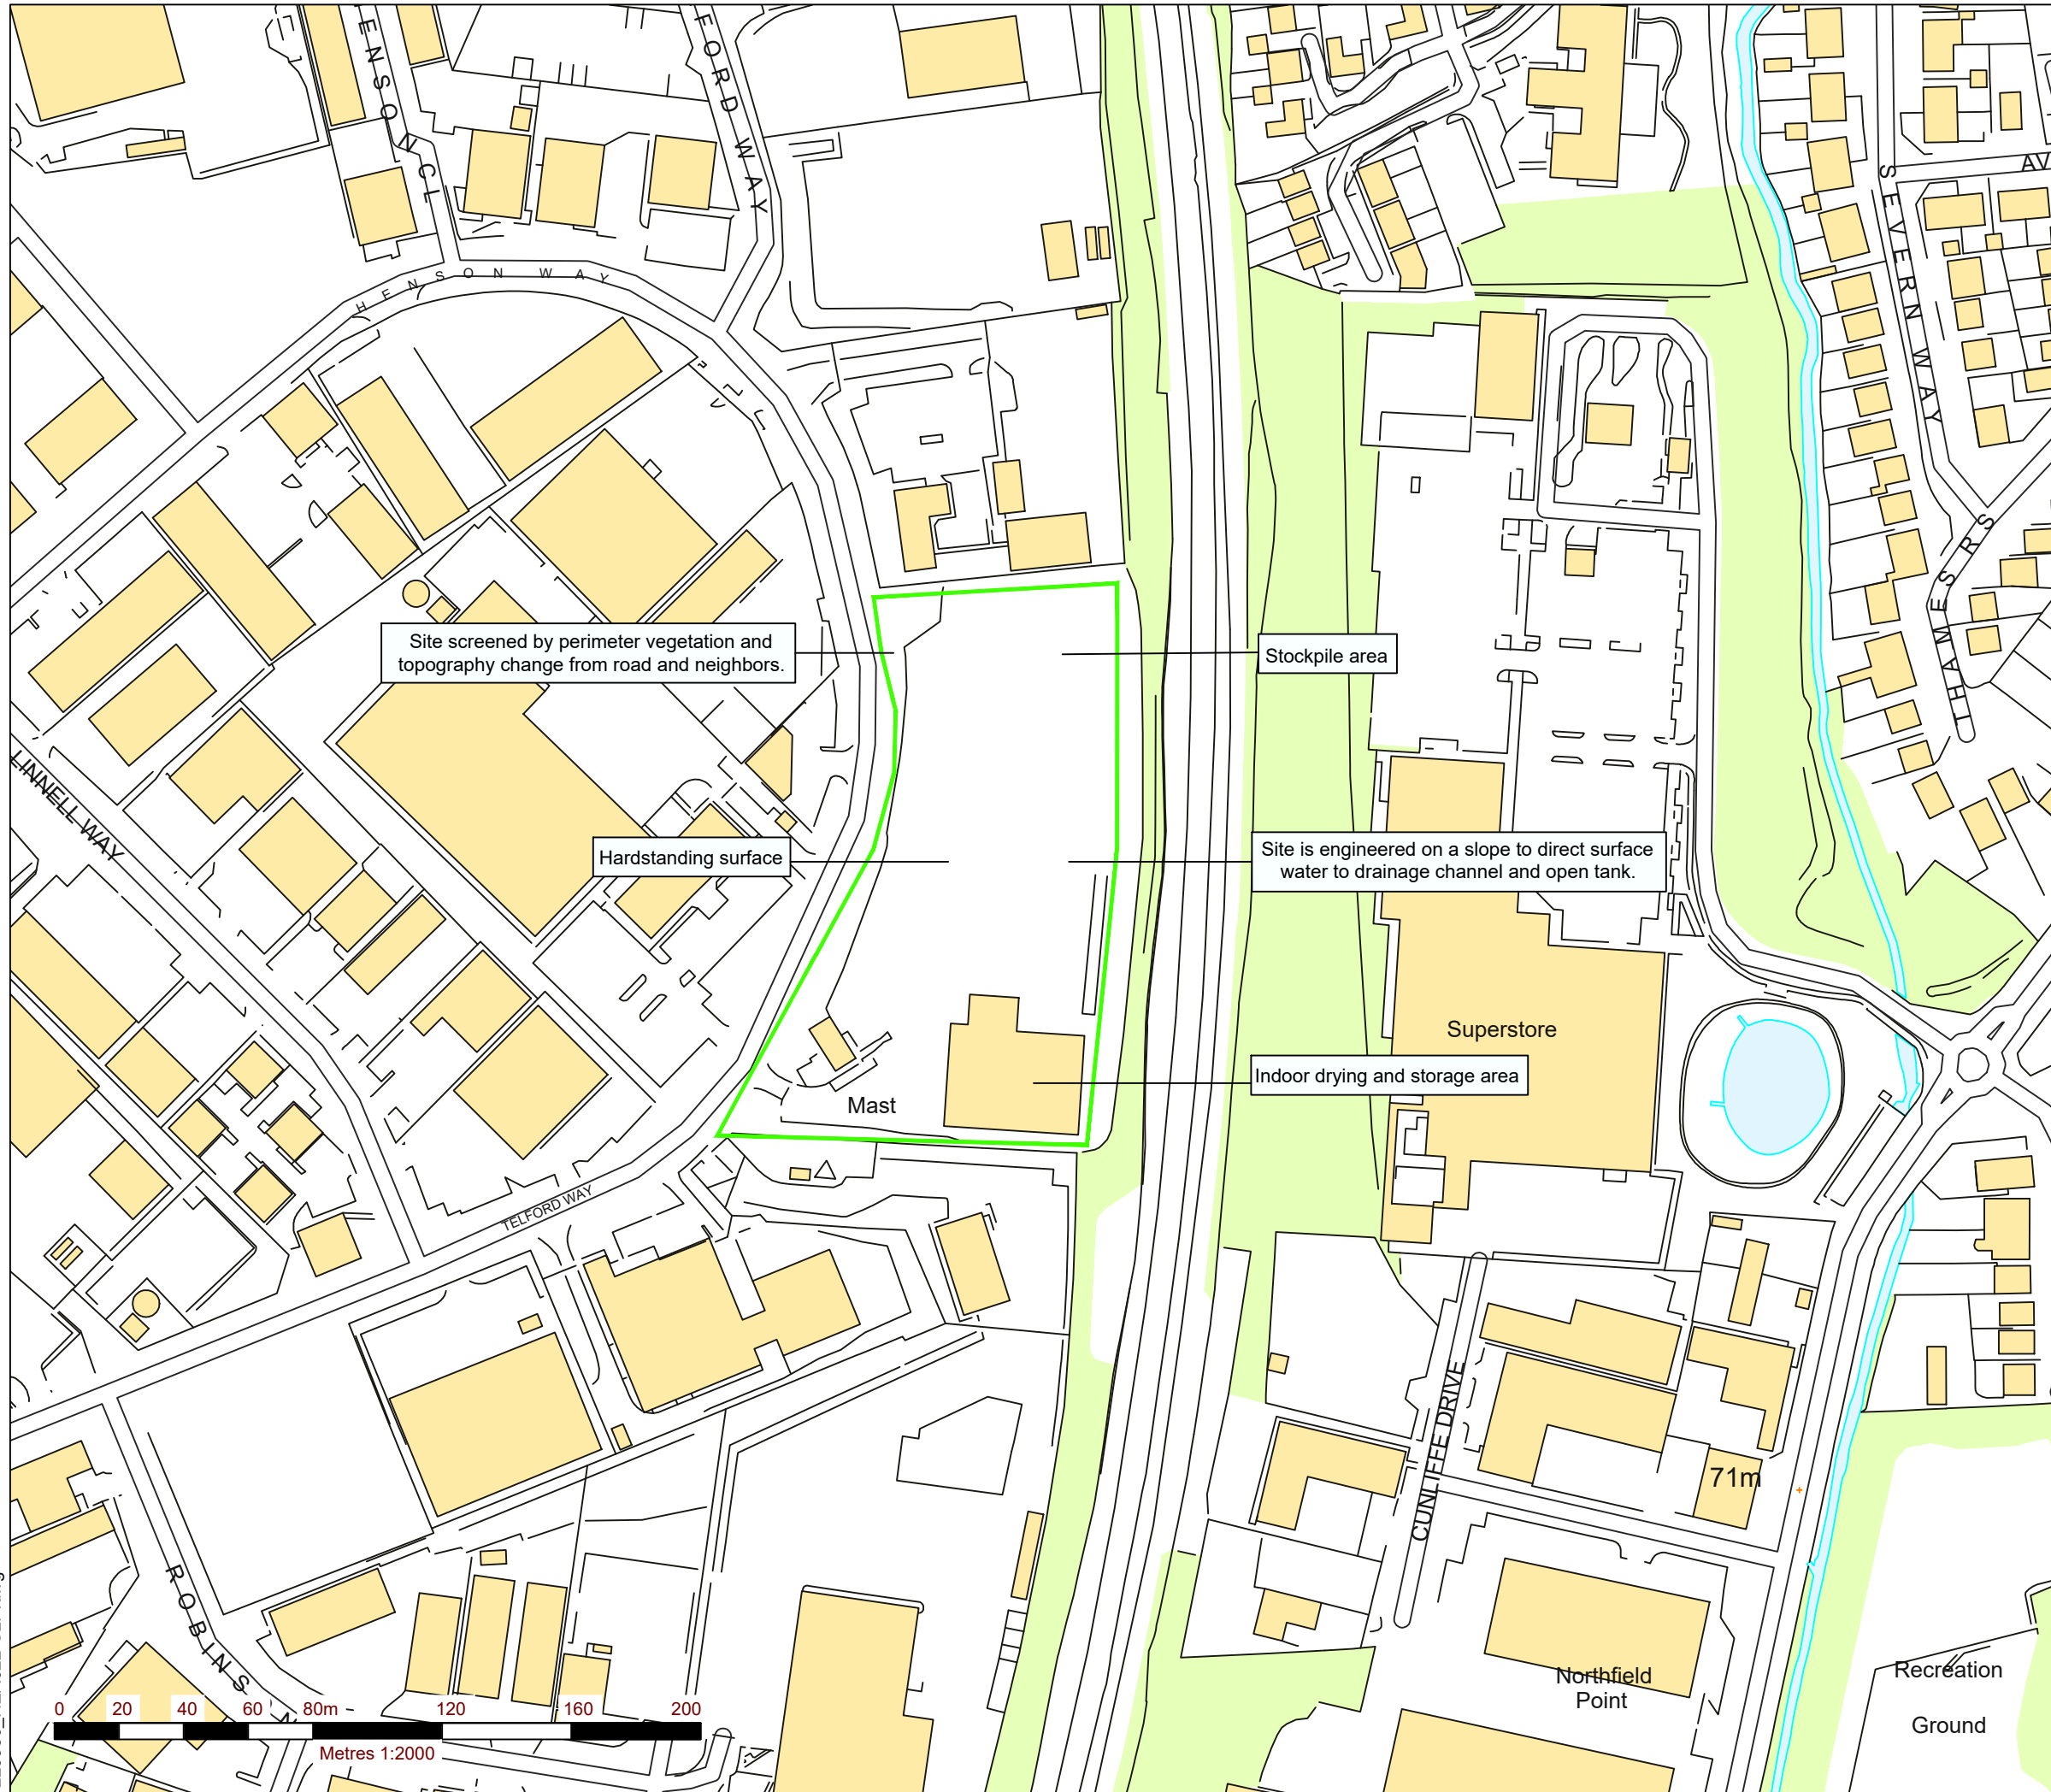 ENSON CL
FORD WAY
HENSON WAY
SEVERN WAY
AV
THAMES RS
Site screened by perimeter vegetation and
topography change from road and neighbors.
Stockpile area
LINNELL WAY
Hardstanding surface
Site is engineered on a slope to direct surface
water to drainage channel and open tank.
Superstore
Indoor drying and storage area
Mast
TELFORD WAY
CUNLIFFE DRIVE
71m
ROBINS
Northfield
Point
Recreation
Ground
0 20 40 60 80m 120 160 200
Metres 1:2000